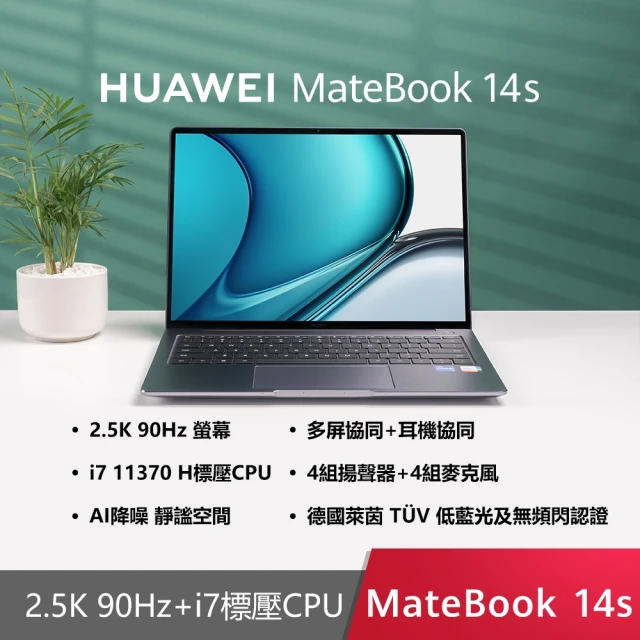 HUAWEI MateBook 14s
• 2.5K 90Hz 螢幕
• 多屏協同+耳機協同
• i7 11370 H標壓CPU
• 4組揚聲器+4組麥克風
• AI降噪 靜謐空間
• 德國萊茵 TÜV 低藍光及無頻閃認證
2.5K 90Hz+i7標壓CPU
MateBook 14s